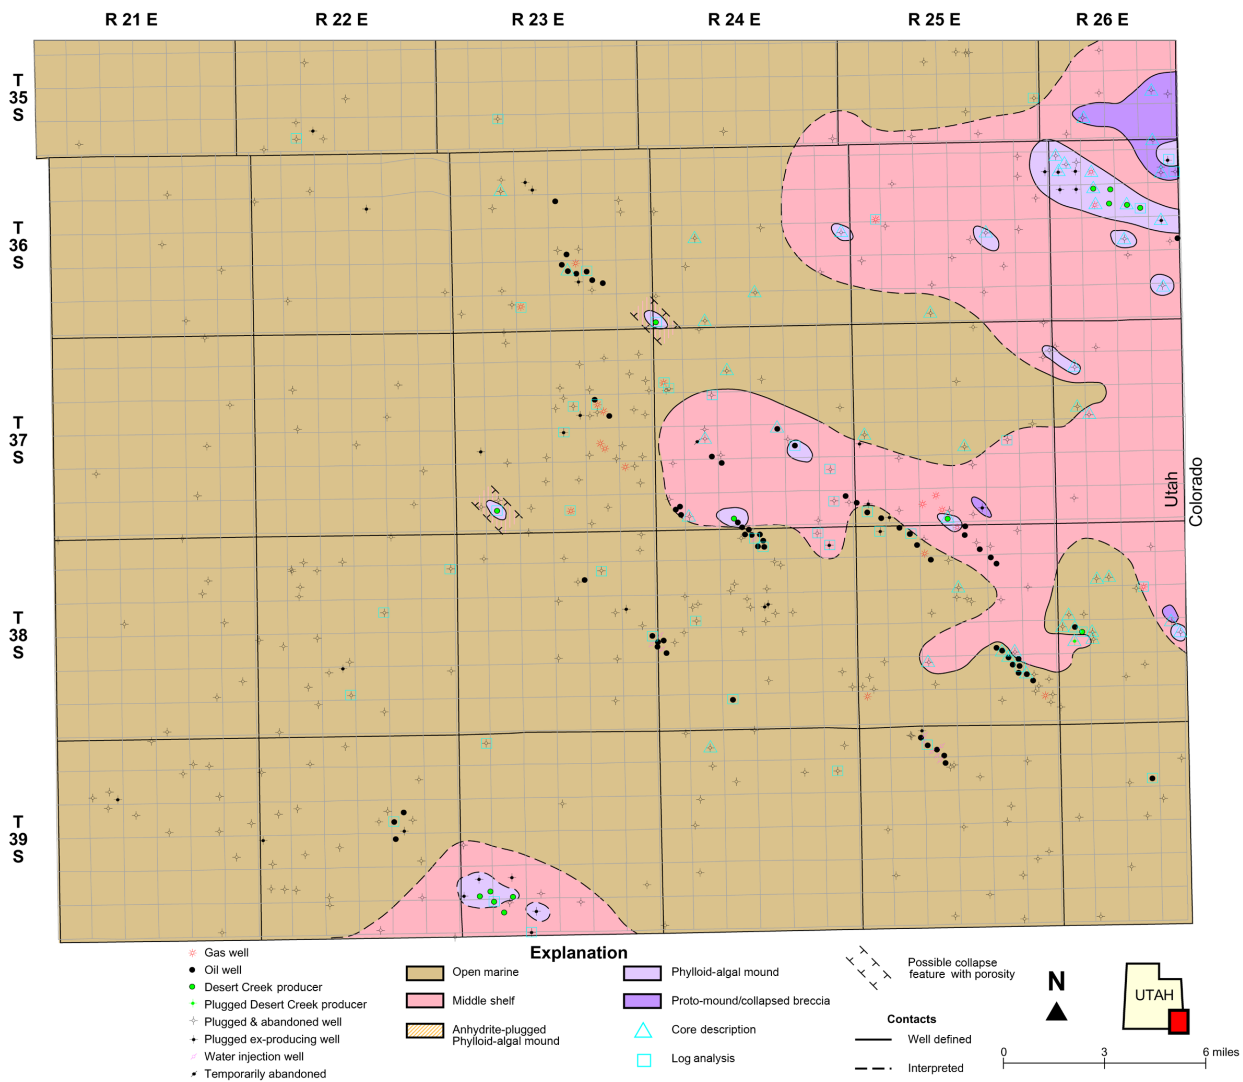 R 21 E
R 22 E
R 23 E
R 24 E
R 25 E
R 26 E
T
35
S
T
36
S
T
37
S
T
38
S
T
39
S
Utah
Colorado
Explanation
Gas well
Oil well
Desert Creek producer
Plugged Desert Creek producer
Plugged & abandoned well
Plugged ex-producing well
Water injection well
Temporarily abandoned
Open marine
Middle shelf
Anhydrite-plugged
Phylloid-algal mound
Phylloid-algal mound
Proto-mound/collapsed breccia
Core description
Log analysis
Possible collapse
feature with porosity
Contacts
Well defined
Interpreted
N
UTAH
0 3 6 miles